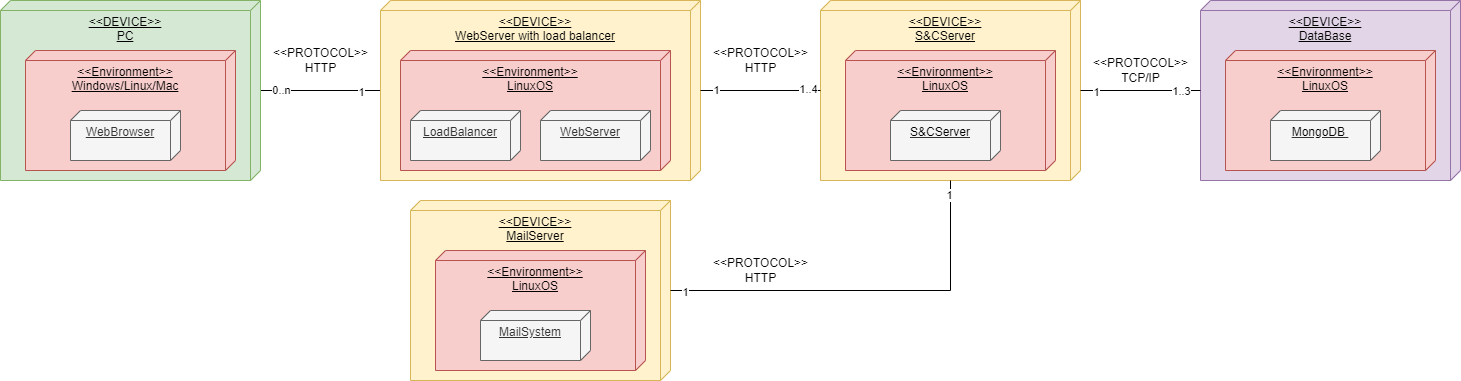 <<DEVICE>>
PC
<<Environment>>
Windows/Linux/Mac
WebBrowser
<<PROTOCOL>>
HTTP
0..n
1
<<DEVICE>>
WebServer with load balancer
<<Environment>>
LinuxOS
LoadBalancer
WebServer
<<PROTOCOL>>
HTTP
1
1..4
<<DEVICE>>
S&CServer
<<Environment>>
LinuxOS
S&CServer
<<PROTOCOL>>
TCP/IP
1
1..3
<<DEVICE>>
DataBase
<<Environment>>
LinuxOS
MongoDB
<<DEVICE>>
MailServer
<<Environment>>
LinuxOS
MailSystem
<<PROTOCOL>>
HTTP
1
1